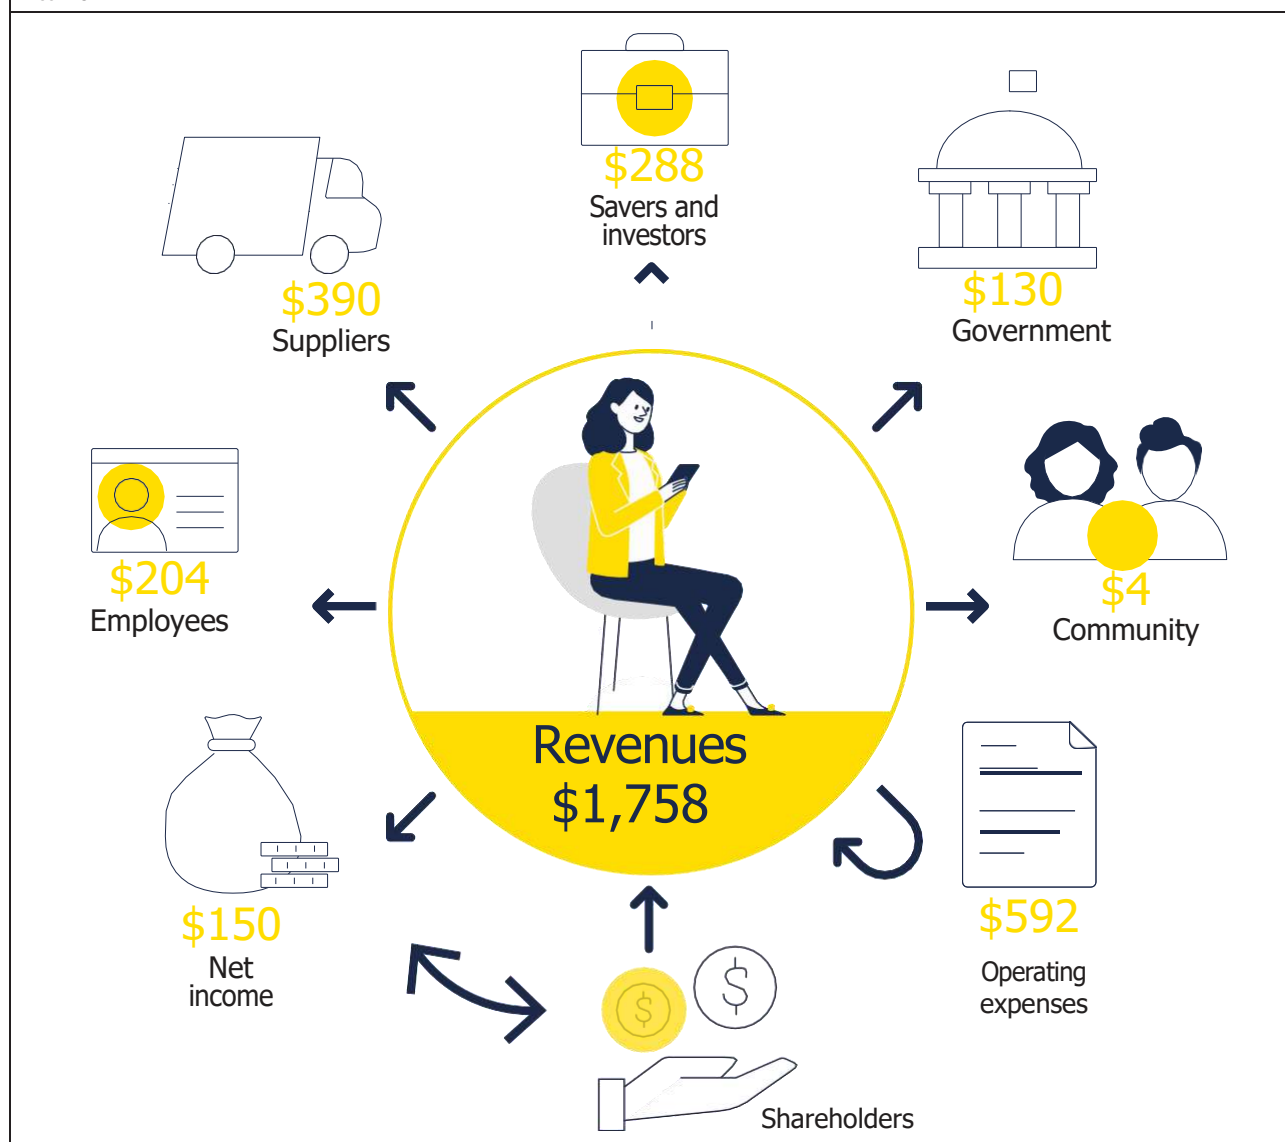 $288
Savers and
investors
$130
Government
$390
Suppliers
$204
Employees
$4
Community
Revenues
$1,758
$150
Net
income
$592
Operating
expenses
$
$
Shareholders